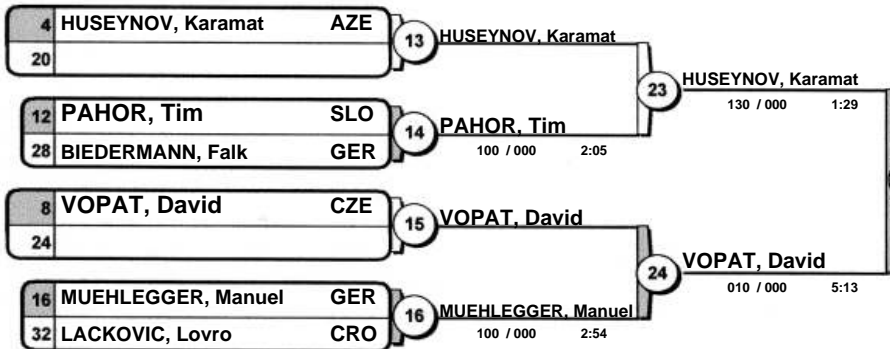 4 HUSEYNOV, Karamat AZE
20
13
HUSEYNOV, Karamat
12 PAHOR, Tim SLO
28 BIEDERMANN, Falk GER
14
PAHOR, Tim
100 / 000 2:05
23
HUSEYNOV, Karamat
130 / 000 1:29
8 VOPAT, David CZE
24
15
VOPAT, David
16 MUEHLEGGER, Manuel GER
32 LACKOVIC, Lovro CRO
16
MUEHLEGGER, Manuel
100 / 000 2:54
24
VOPAT, David
010 / 000 5:13